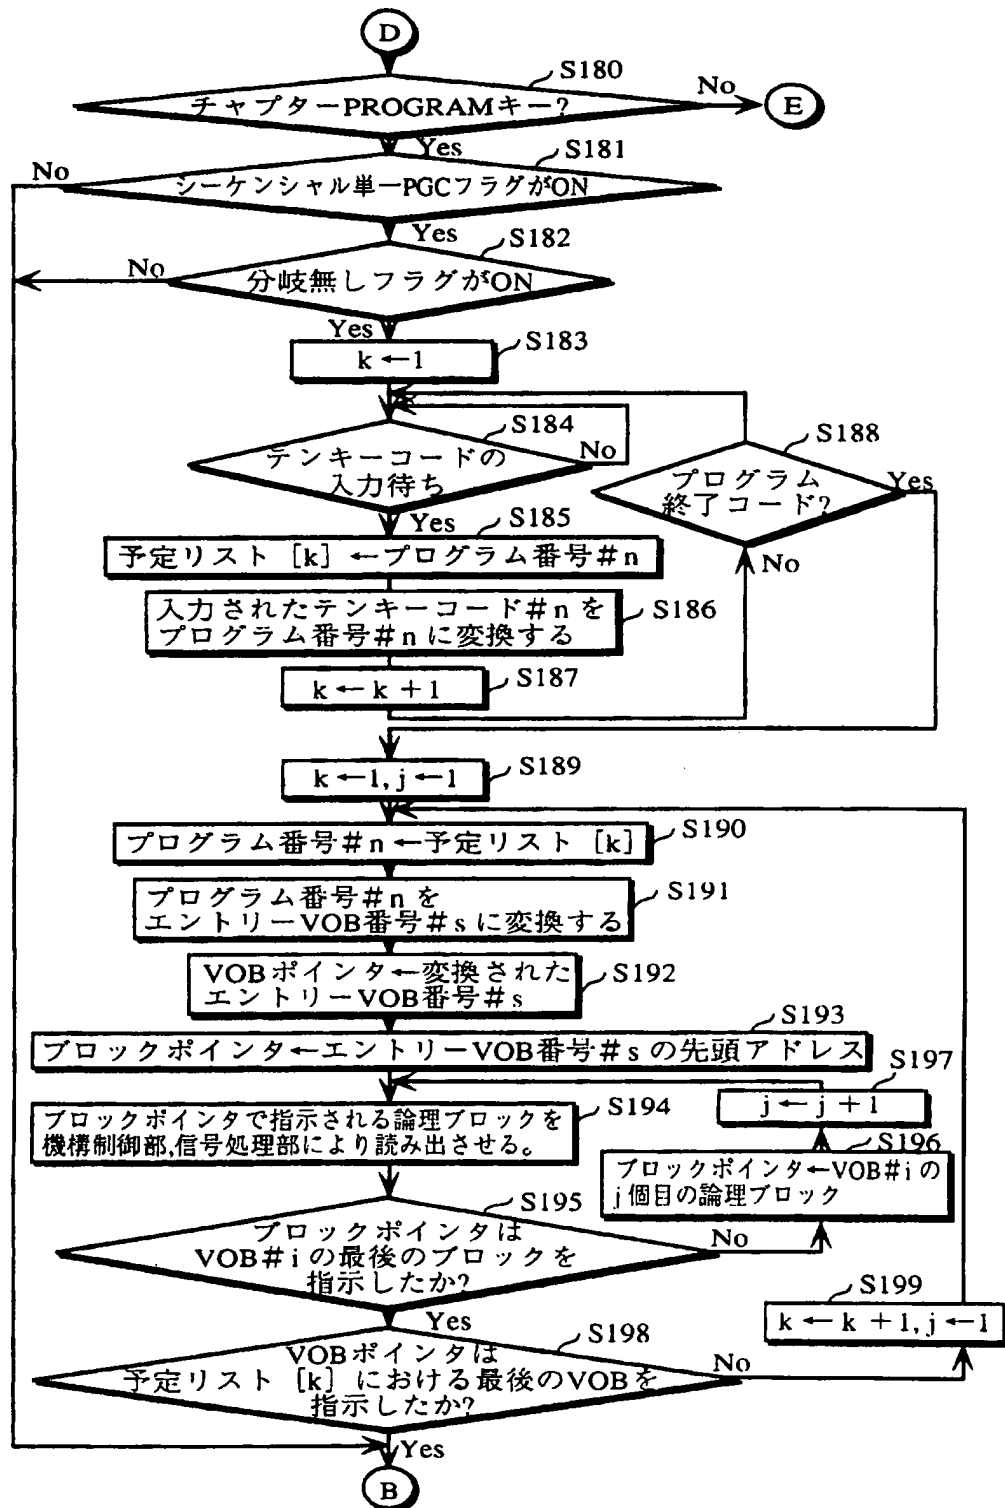 D
S180
チャプターPROGRAMキー?
No
E
Yes
S181
No
シーケンシャル単一PGCフラグがON
Yes
S182
No
分岐無しフラグがON
Yes
S183
k←1
S184
テンキーコードの
入力待ち
No
S188
プログラム
終了コード?
Yes
No
Yes
S185
予定リスト [k] ←プログラム番号#n
入力されたテンキーコード#nを
プログラム番号#nに変換する
S186
k←k+1
S187
k←1, j←1
S189
プログラム番号#n←予定リスト [k]
S190
プログラム番号#nを
エントリーVOB番号#sに変換する
S191
VOBポインタ←変換された
エントリーVOB番号#s
S192
S193
ブロックポインタ←エントリーVOB番号#sの先頭アドレス
S197
j←j+1
ブロックポインタで指示される論理ブロックを
機構制御部,信号処理部により読み出させる。
S194
S196
ブロックポインタ←VOB#iの
j個目の論理ブロック
S195
ブロックポインタは
VOB#iの最後のブロックを
指示したか?
No
Yes
S199
k←k+1, j←1
S198
VOBポインタは
予定リスト [k] における最後のVOBを
指示したか?
No
Yes
B